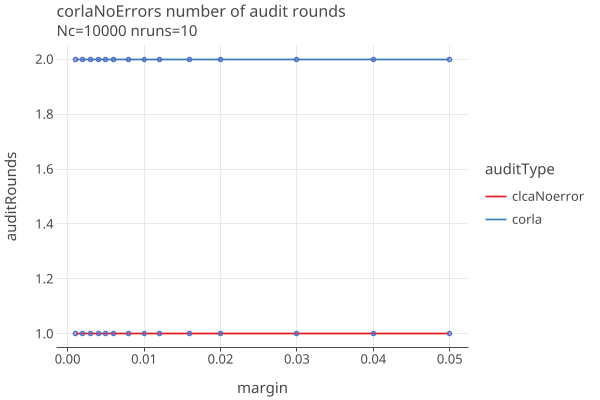 corlaNoErrors number of audit rounds
Nc=10000 nruns=10
2.0
1.8
1.6
1.4
1.2
1.0
auditRounds
0.00
0.01
0.02
0.03
0.04
0.05
margin
auditType
clcaNoerror
corla